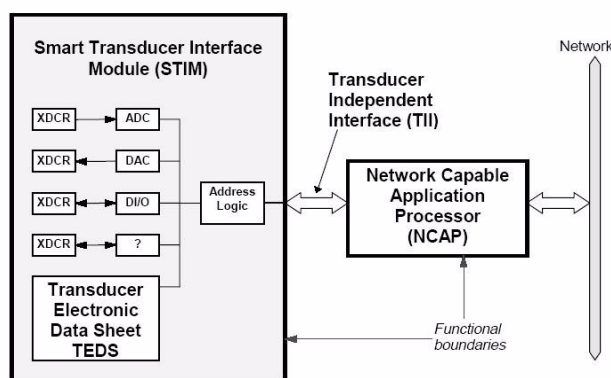 Smart Transducer Interface
Module (STIM)
XDCR
ADC
XDCR
DAC
XDCR
DI/O
XDCR
?
Address
Logic
Transducer
Electronic
Data Sheet
TEDS
Transducer
Independent
Interface (TII)
Network Capable
Application
Processor
(NCAP)
Network
Functional
boundaries